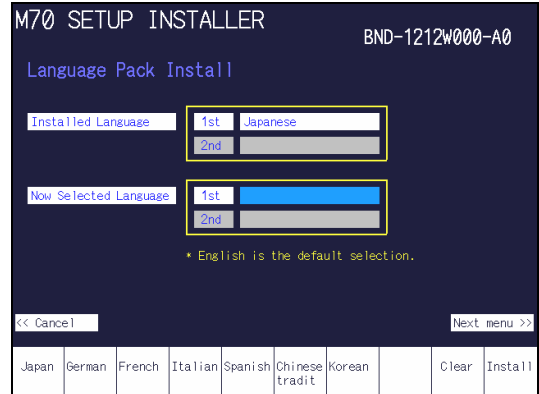 M70 SETUP INSTALLER
BND-1212W000-A0
Language Pack Install
Installed Language 1st Japanese
2nd
Now Selected Language 1st
2nd
* English is the default selection.
<< Cancel Next menu >>
Japan German French Italian Spanish Chinese tradit Korean Clear Install